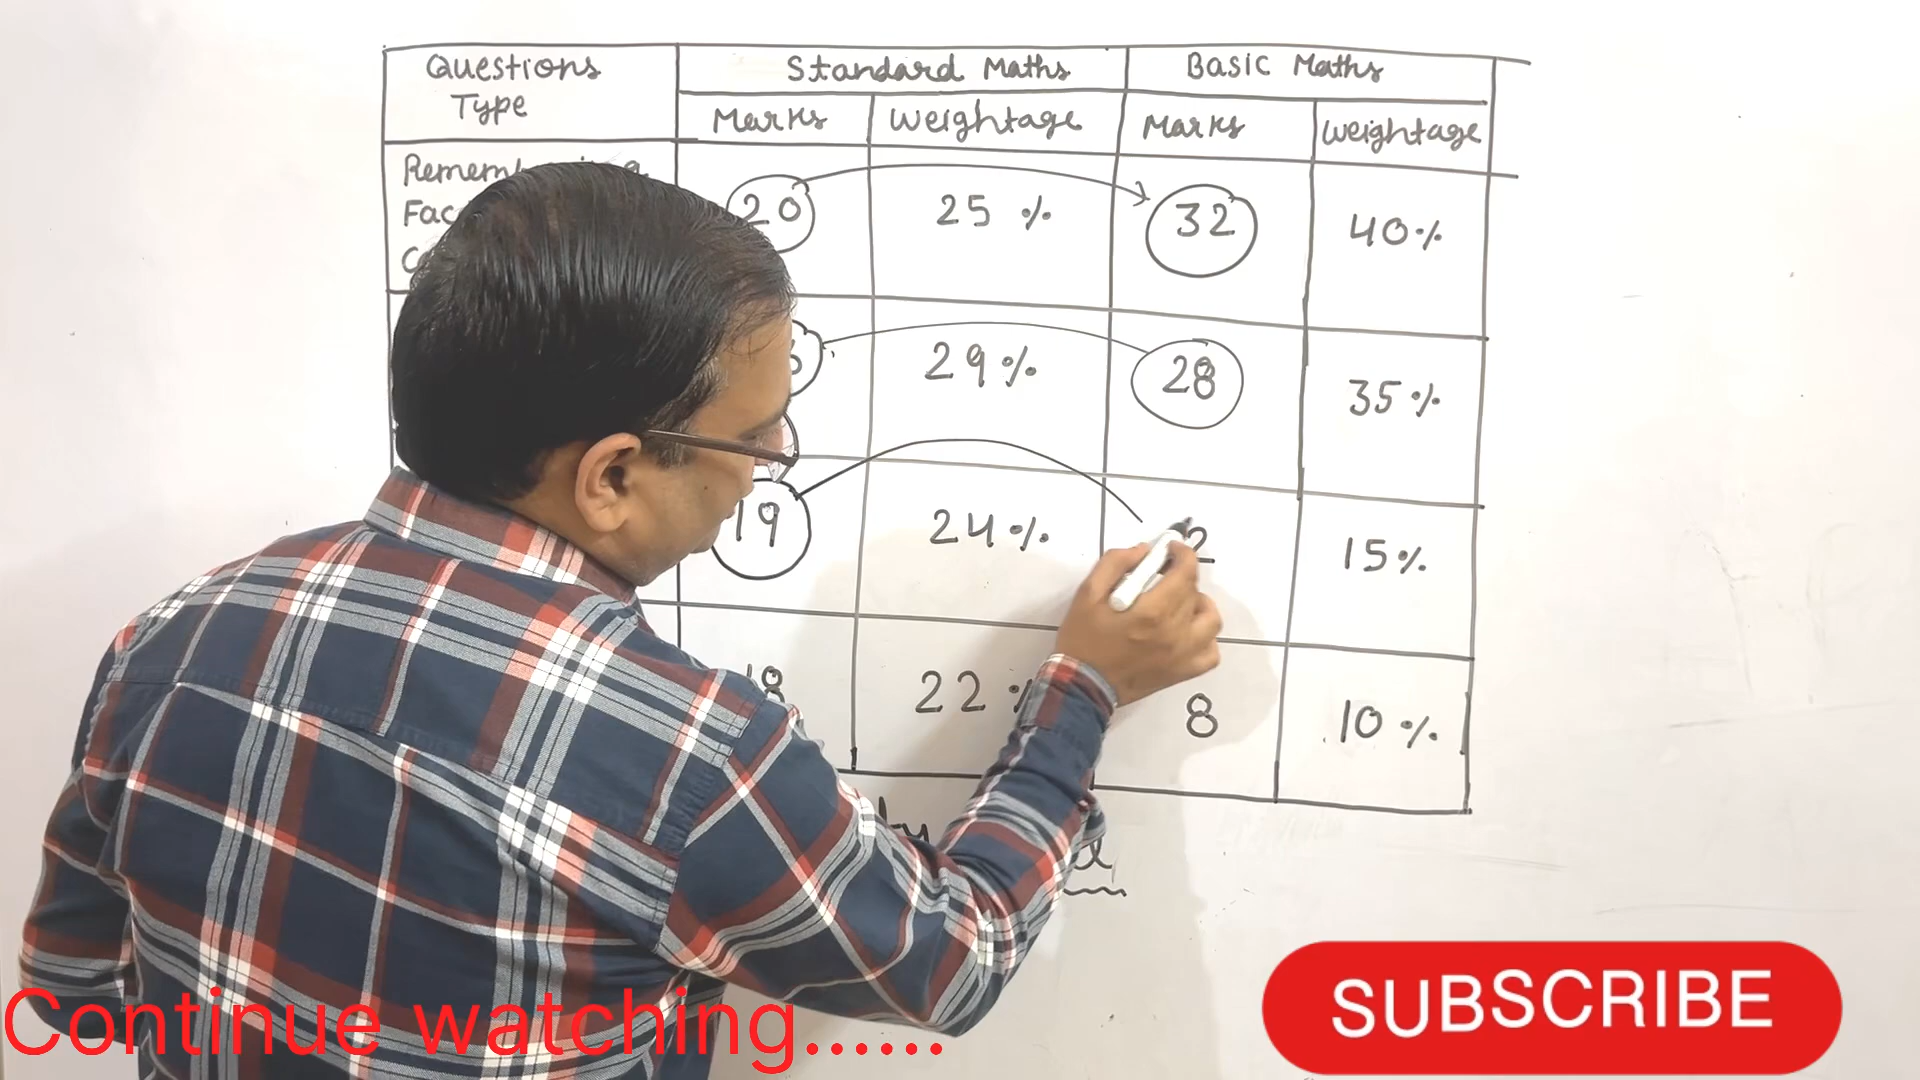 Questions Type
Standard Maths
Basic Maths
Marks
Weightage
Marks
Weightage
20
25 %
32
40%
29%
28
35%
19
24%
15%
18
22
8
10%
Continue watching......
SUBSCRIBE